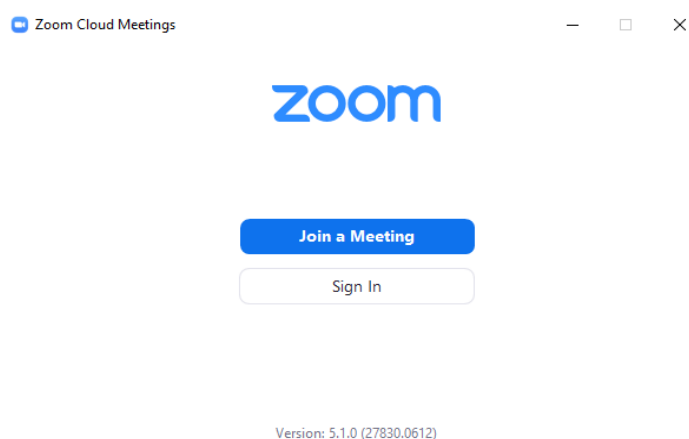 Zoom Cloud Meetings
zoom
Join a Meeting
Sign In
Version: 5.1.0 (27830.0612)